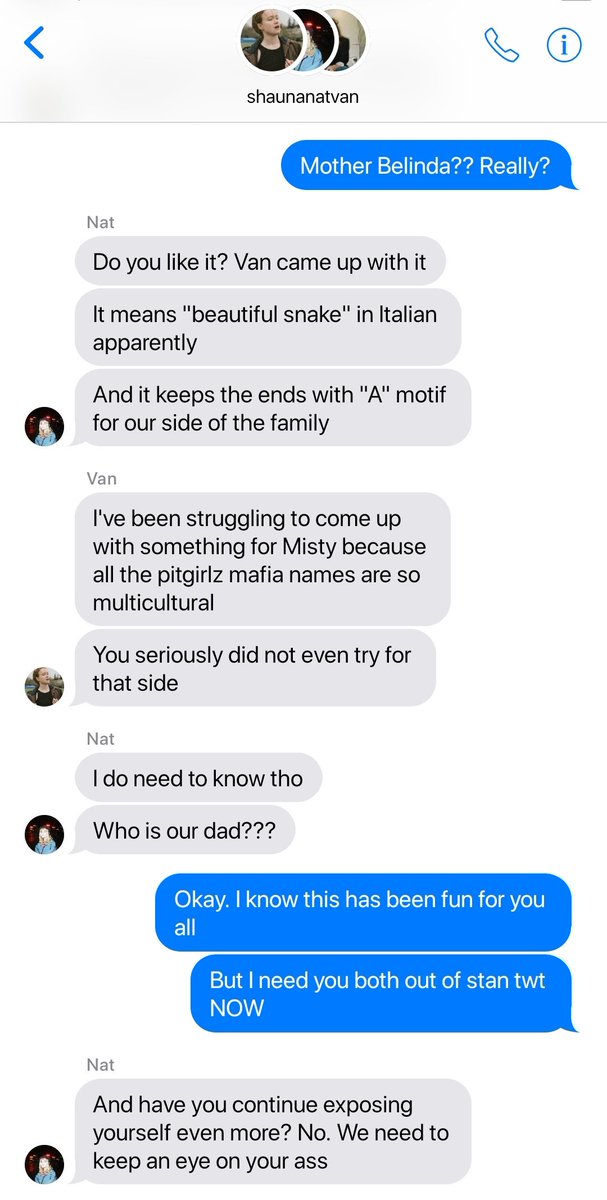 shaunanatvan
Mother Belinda?? Really?
Nat
Do you like it? Van came up with it
It means "beautiful snake" in Italian
apparently
And it keeps the ends with "A" motif
for our side of the family
Van
I've been struggling to come up
with something for Misty because
all the pitgirlz mafia names are so
multicultural
You seriously did not even try for
that side
Nat
I do need to know tho
Who is our dad???
Okay. I know this has been fun for you
all
But I need you both out of stan twt
NOW
Nat
And have you continue exposing
yourself even more? No. We need to
keep an eye on your ass